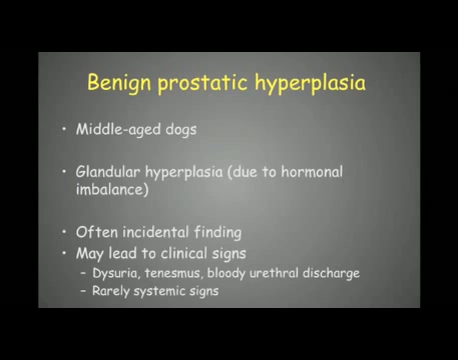 Benign prostatic hyperplasia
• Middle-aged dogs
• Glandular hyperplasia (due to hormonal
imbalance)
• Often incidental finding
• May lead to clinical signs
– Dysuria, tenesmus, bloody urethral discharge
– Rarely systemic signs